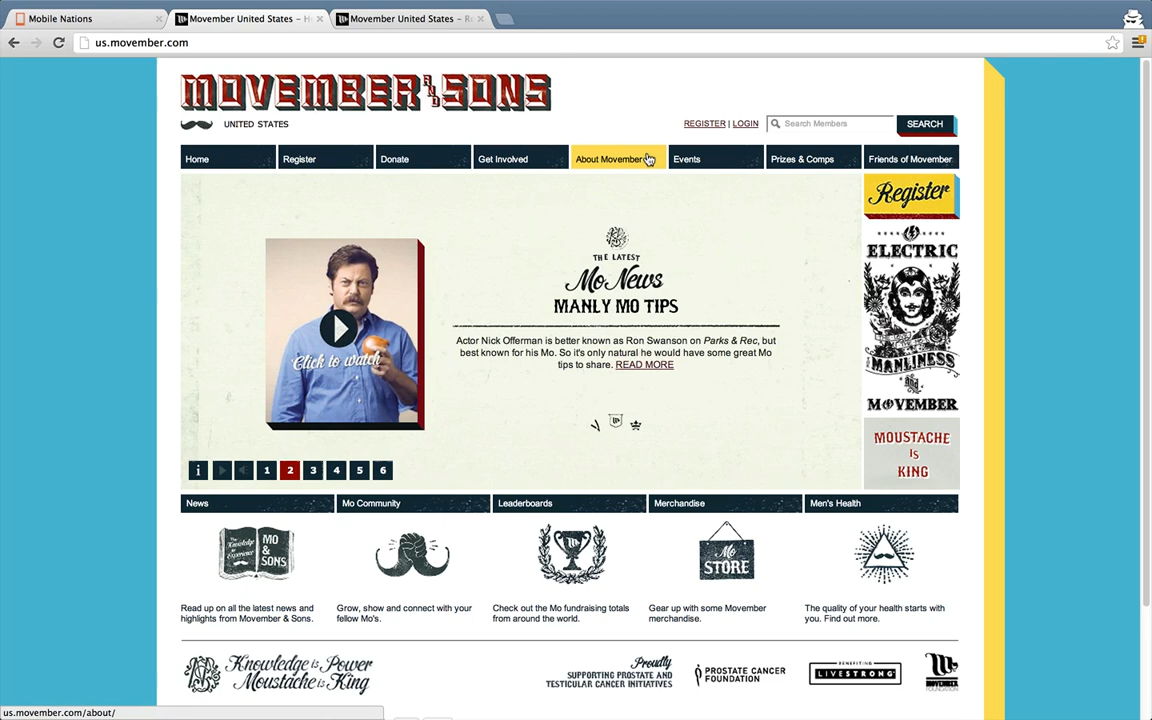 Mobile Nations
Movember United States – H
Movember United States – R
us.movember.com
MOVEMBER AND SONS
UNITED STATES
REGISTER | LOGIN
Search Members
SEARCH
Home
Register
Donate
Get Involved
About Movember
Events
Prizes & Comps
Friends of Movember
Register
THE LATEST
Mo News
MANLY MO TIPS
Actor Nick Offerman is better known as Ron Swanson on Parks & Rec, but
best known for his Mo. So it's only natural he would have some great Mo
tips to share. READ MORE
Click to watch
ELECTRIC
MANLINESS
and
MOVEMBER
MOUSTACHE
IS
KING
i
1
2
3
4
5
6
News
Mo Community
Leaderboards
Merchandise
Men's Health
The
Knowledge
Experience
MO
&
SONS
Mo
STORE
Read up on all the latest news and
highlights from Movember & Sons.
Grow, show and connect with your
fellow Mo's.
Check out the Mo fundraising totals
from around the world.
Gear up with some Movember
merchandise.
The quality of your health starts with
you. Find out more.
Knowledge is Power
Moustache is King
Proudly
SUPPORTING PROSTATE AND
TESTICULAR CANCER INITIATIVES
PROSTATE CANCER
FOUNDATION
BENEFITING
LIVESTRONG
MOVEMBER
FOUNDATION
us.movember.com/about/